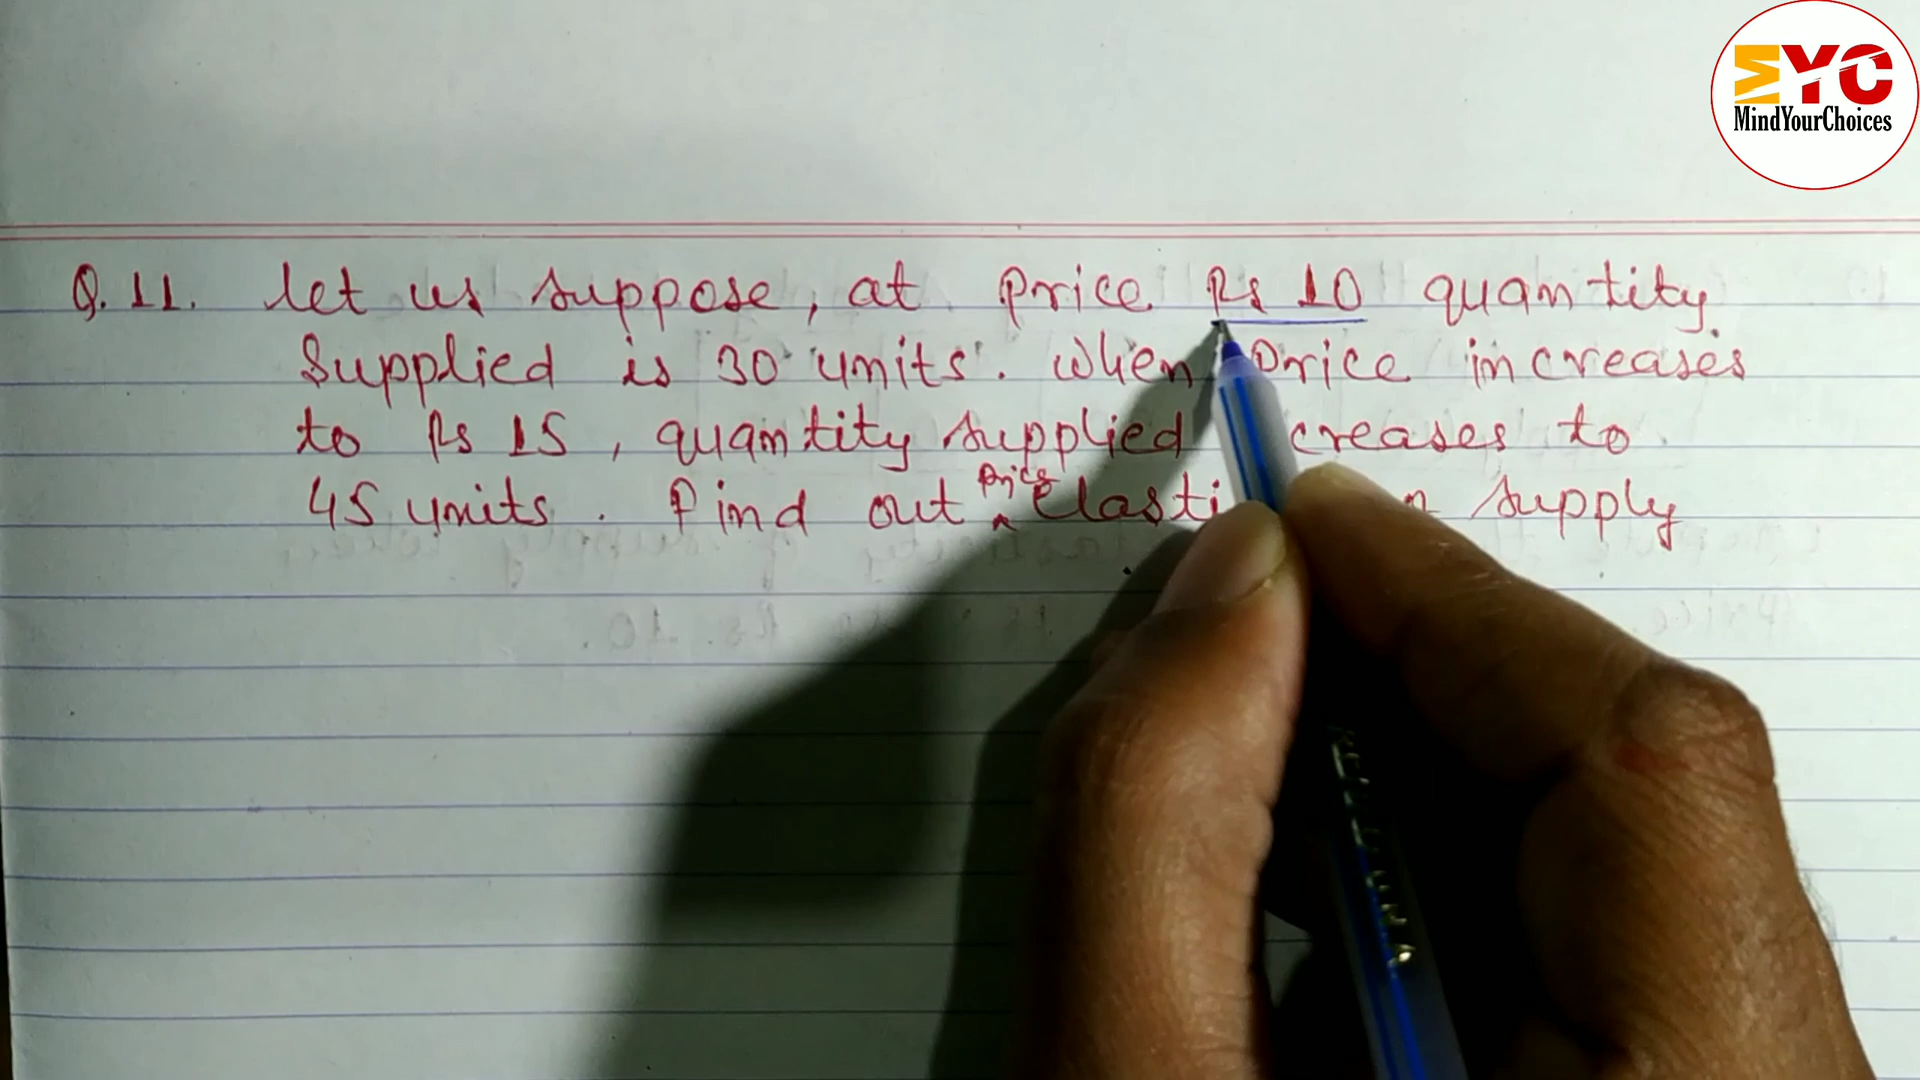 MYC
MindYourChoices
Q.11. Let us suppose, at price Rs 10 quantity
Supplied is 30 units. When price increases
to Rs 15, quantity supplied creases to
45 units. Find out price elasti supply